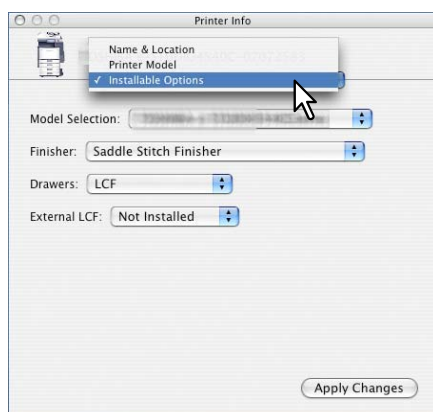 Printer Info
Name & Location
Printer Model
✓ Installable Options
Model Selection:
Finisher: Saddle Stitch Finisher
Drawers: LCF
External LCF: Not Installed
Apply Changes